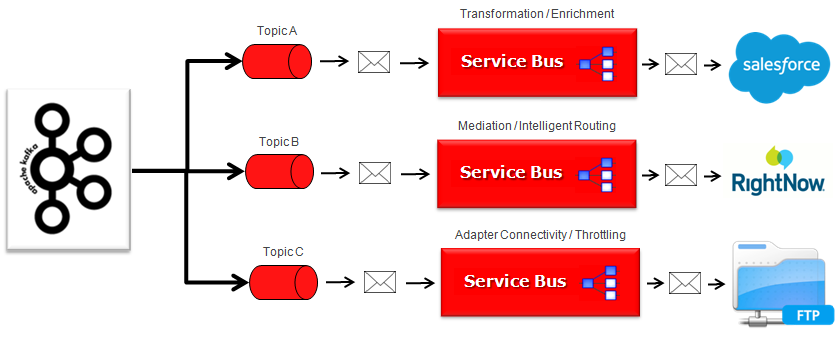 Transformation / Enrichment
Topic A
Service Bus
salesforce
apache kafka
Mediation / Intelligent Routing
Topic B
Service Bus
RightNow
Adapter Connectivity / Throttling
Topic C
Service Bus
FTP